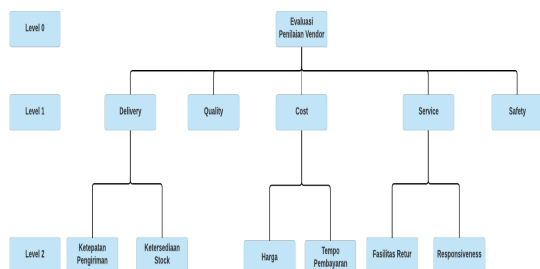 Level 0
Evaluasi
Penilaian Vendor
Level 1
Delivery
Quality
Cost
Service
Safety
Level 2
Ketepatan
Pengiriman
Ketersediaan
Stock
Harga
Tempo
Pembayaran
Fasilitas Retur
Responsiveness